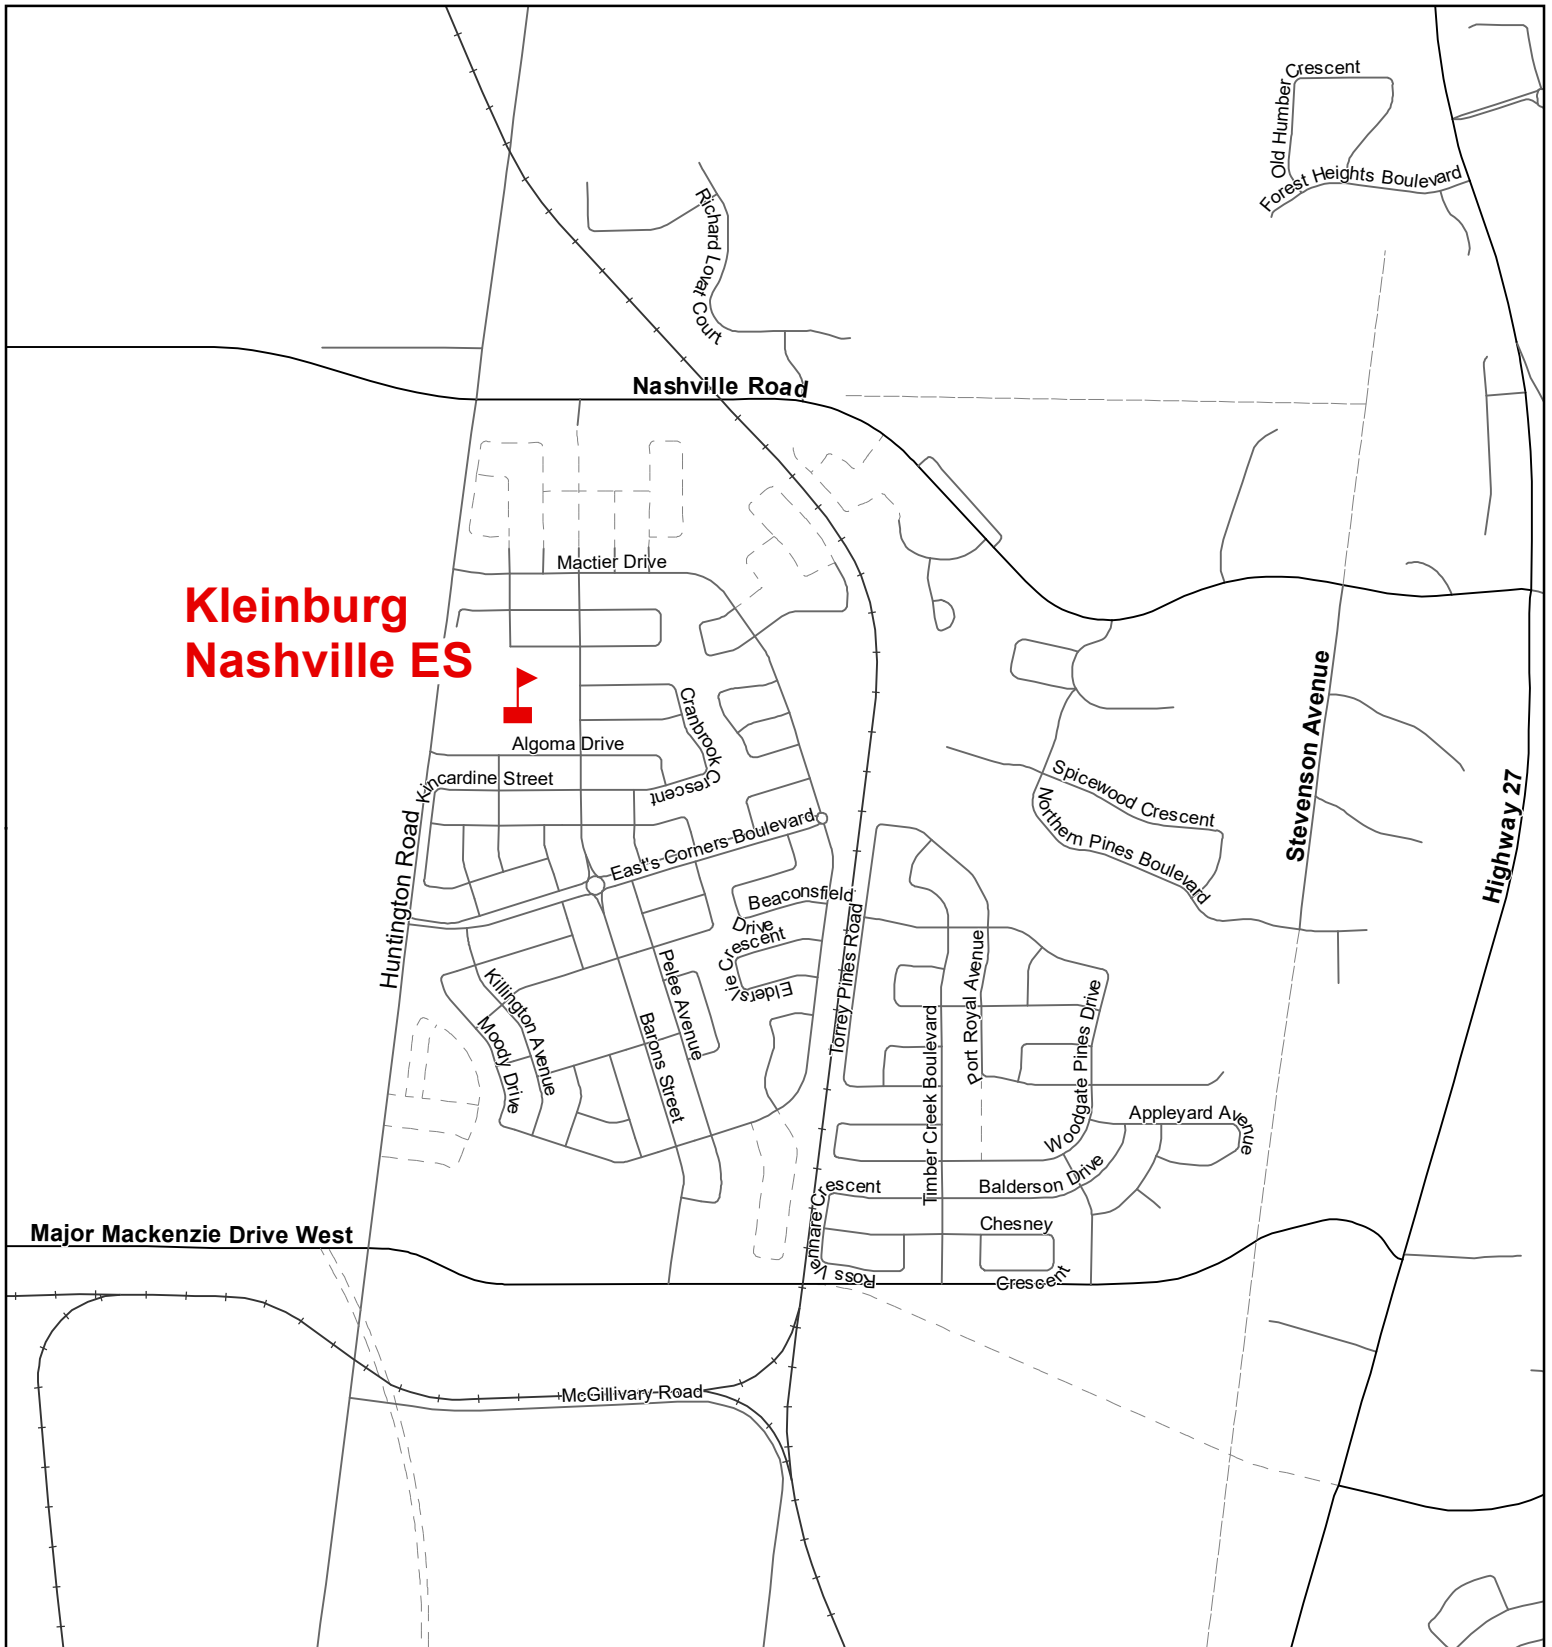 Crescent
Old Humber
Forest Heights Boulevard
Richard Lovat Court
Nashville Road
Mactier Drive
Kleinburg
Nashville ES
Cranbrook
Crescent
Algoma Drive
Kincardine Street
Huntington Road
East's Corners Boulevard
Beaconsfield
Drive
Elderslie Crescent
Torrey Pines Road
Pelee Avenue
Barons Street
Killington Avenue
Moody Drive
Stevenson Avenue
Spicewood Crescent
Northern Pines Boulevard
Highway 27
Port Royal Avenue
Timber Creek Boulevard
Woodgate Pines Drive
Appleyard Avenue
Balderson Drive
Vennare Crescent
Chesney
Crescent
Ross
Major Mackenzie Drive West
McGillivary Road